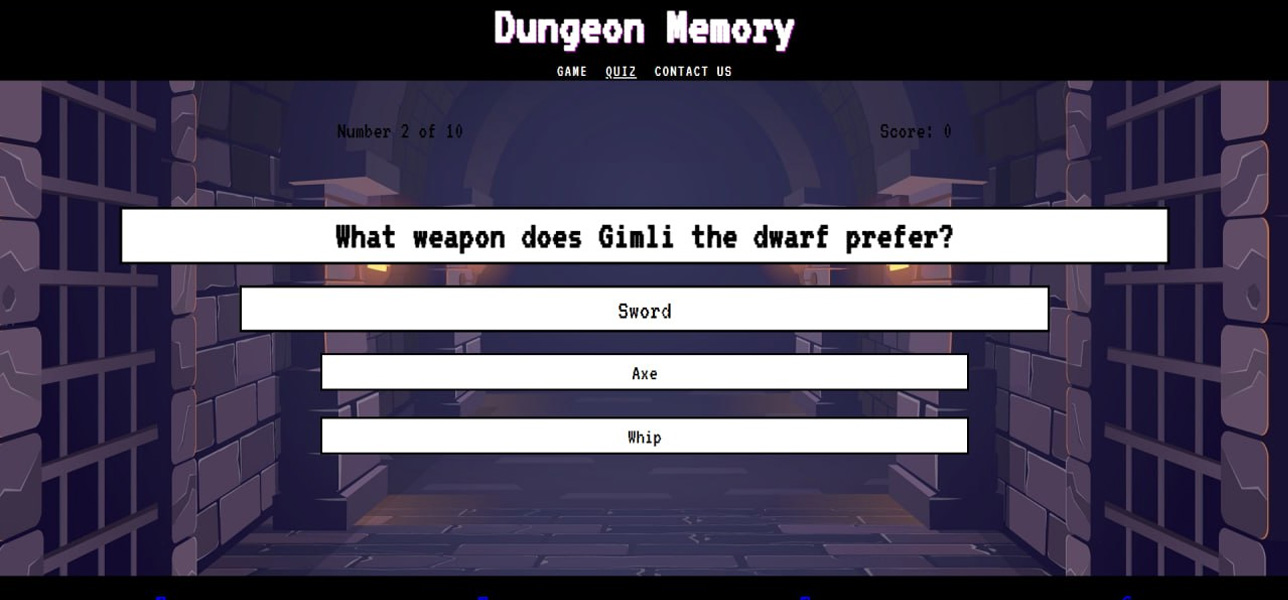 Dungeon Memory
GAME QUIZ CONTACT US
Number 2 of 10 Score: 0
What weapon does Gimli the dwarf prefer?
Sword
Axe
Whip